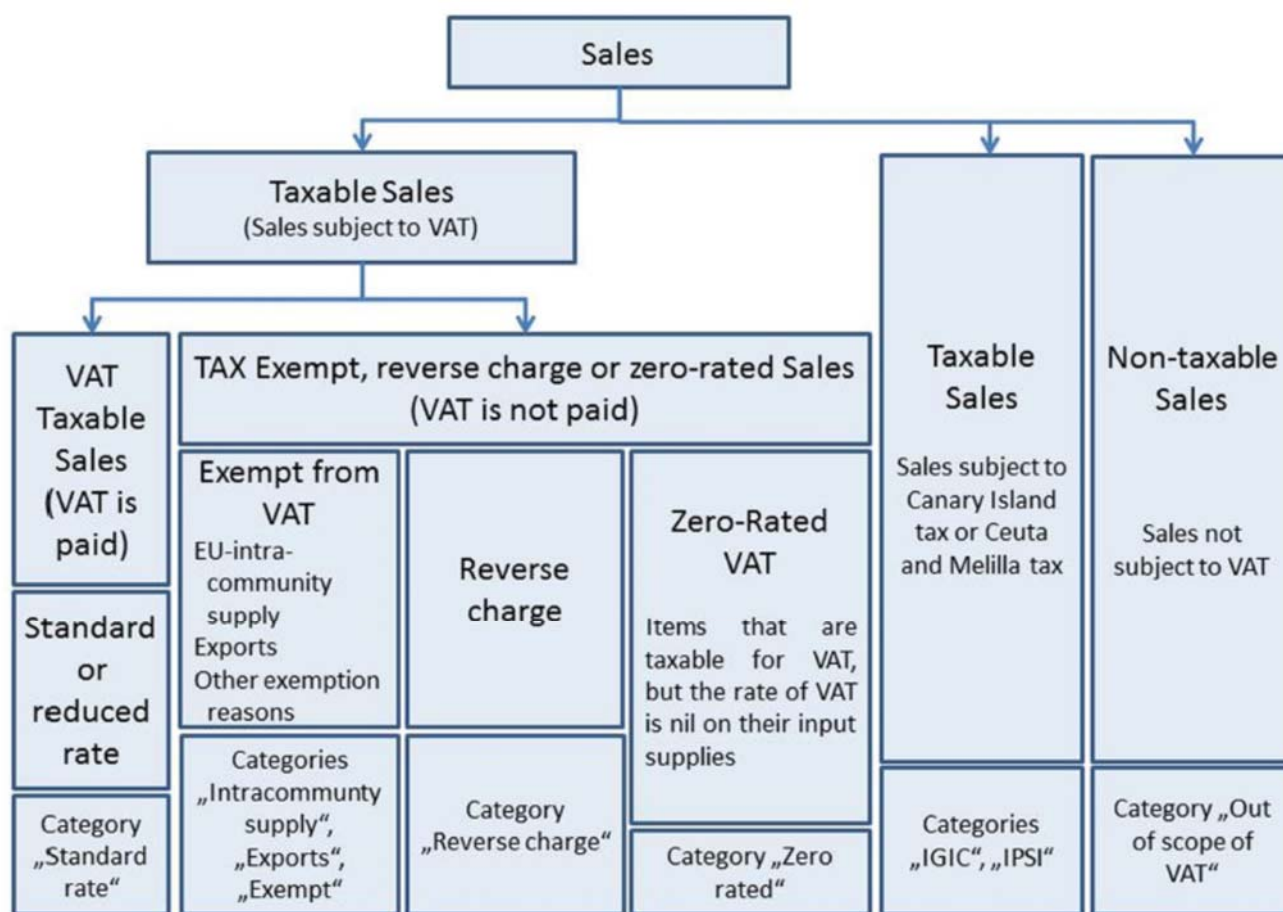 Sales
Taxable Sales
(Sales subject to VAT)
VAT
Taxable
Sales
(VAT is
paid)
Standard
or
reduced
rate
Category
„Standard
rate“
TAX Exempt, reverse charge or zero-rated Sales
(VAT is not paid)
Exempt from
VAT
EU-intra-
community
supply
Exports
Other exemption
reasons
Categories
„Intracommunty
supply“,
„Exports“,
„Exempt“
Reverse
charge
Category
„Reverse charge“
Zero-Rated
VAT
Items that are
taxable for VAT,
but the rate of VAT
is nil on their input
supplies
Category „Zero
rated“
Taxable
Sales
Sales subject to
Canary Island
tax or Ceuta
and Melilla tax
Categories
„IGIC“, „IPSI“
Non-taxable
Sales
Sales not
subject to VAT
Category „Out
of scope of
VAT“